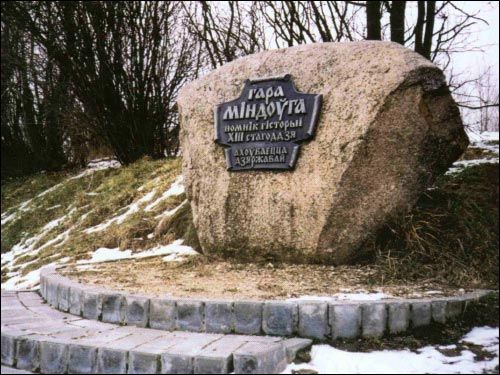 гара
міндоўга
помнік гісторыі
XIII стагоддзя
ахоўваецца
дзяржавай